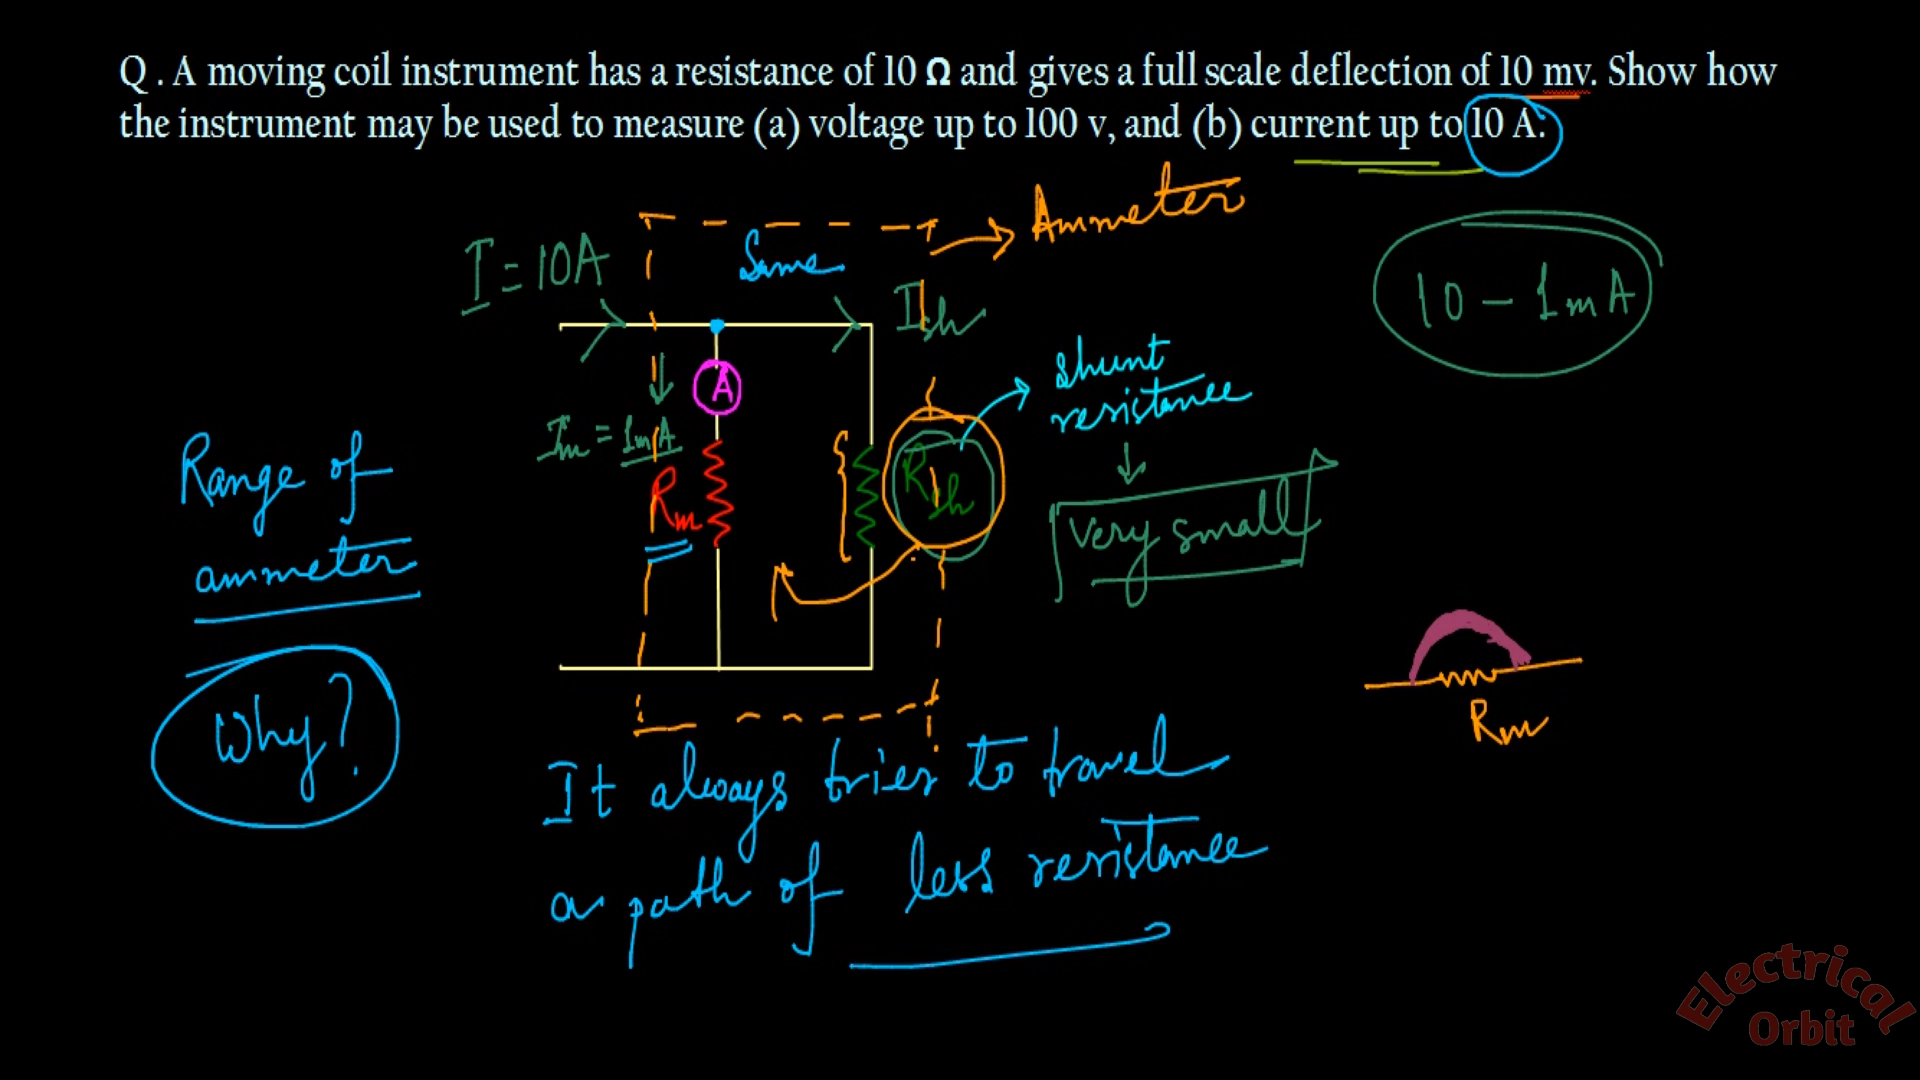 Q . A moving coil instrument has a resistance of 10 Ω and gives a full scale deflection of 10 mv. Show how
the instrument may be used to measure (a) voltage up to 100 v, and (b) current up to 10 A.
Ammeter
I = 10A
Same
Ish
10 - 1mA
A
shunt
resistance
Im = 1mA
Range of
ammeter
Rm
Rsh
very small
Why?
Rm
It always tries to travel
a path of less resistance
Electrical
Orbit